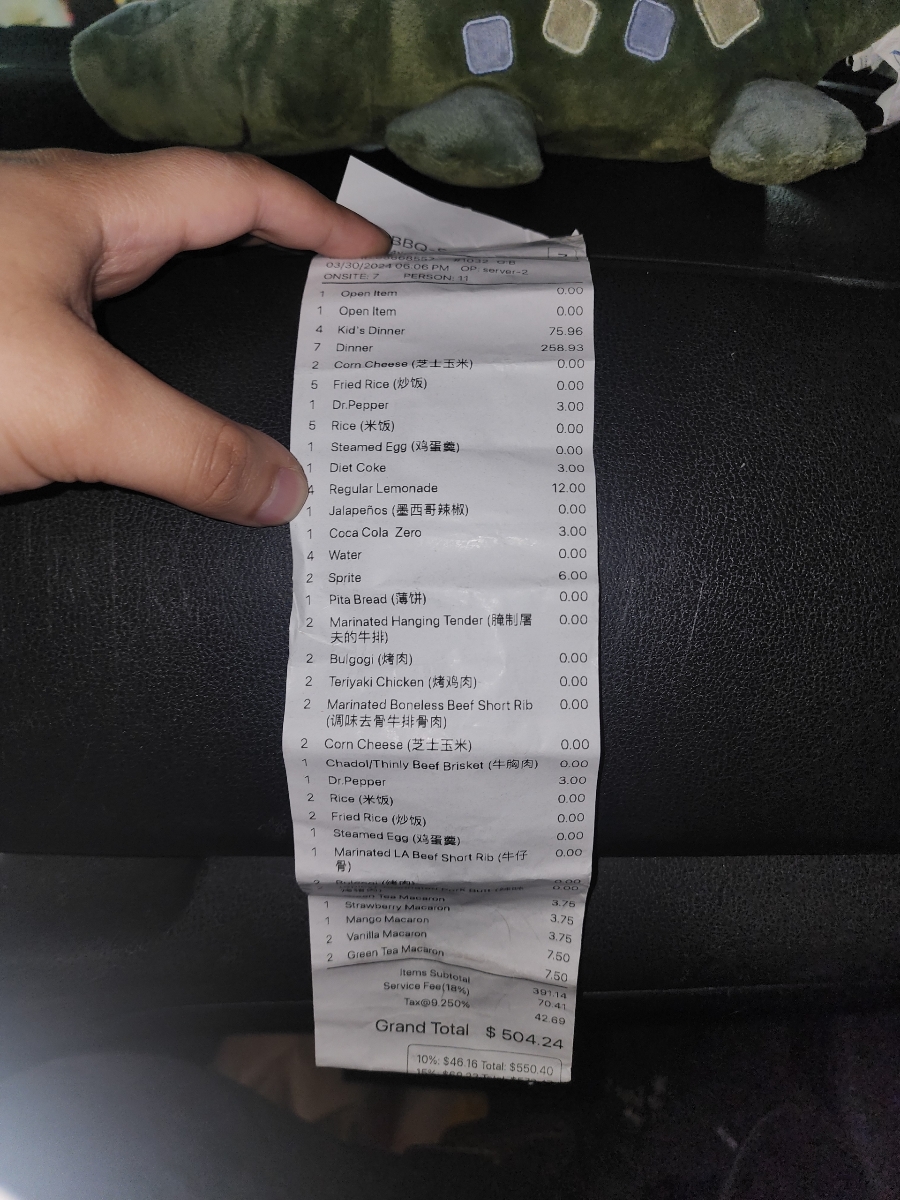 BBQ-
03/30/2024 06:06 PM OP: server-2
ONSITE: 7 PERSON: 11
1 Open Item 0.00
1 Open Item 0.00
4 Kid's Dinner 75.96
7 Dinner 258.93
2 Corn Cheese (芝士玉米) 0.00
5 Fried Rice (炒饭) 0.00
1 Dr.Pepper 3.00
5 Rice (米饭) 0.00
1 Steamed Egg (鸡蛋羹) 0.00
1 Diet Coke 3.00
4 Regular Lemonade 12.00
1 Jalapeños (墨西哥辣椒) 0.00
1 Coca Cola Zero 3.00
4 Water 0.00
2 Sprite 6.00
1 Pita Bread (薄饼) 0.00
2 Marinated Hanging Tender (腌制屠 0.00
夫的牛排)
2 Bulgogi (烤肉) 0.00
2 Teriyaki Chicken (烤鸡肉) 0.00
2 Marinated Boneless Beef Short Rib 0.00
(调味去骨牛排骨肉)
2 Corn Cheese (芝士玉米) 0.00
1 Chadol/Thinly Beef Brisket (牛胸肉) 0.00
1 Dr.Pepper 3.00
2 Rice (米饭) 0.00
2 Fried Rice (炒饭) 0.00
1 Steamed Egg (鸡蛋羹) 0.00
1 Marinated LA Beef Short Rib (牛仔 0.00
骨)
2 Bulgogi (烤肉) 0.00
0.00
Tea Macaron 3.75
1 Strawberry Macaron 3.75
1 Mango Macaron 3.75
2 Vanilla Macaron 7.50
2 Green Tea Macaron 7.50
Items Subtotal 391.14
Service Fee(18%) 70.41
Tax@9.250% 42.69
Grand Total $ 504.24
10%: $46.16 Total: $550.40